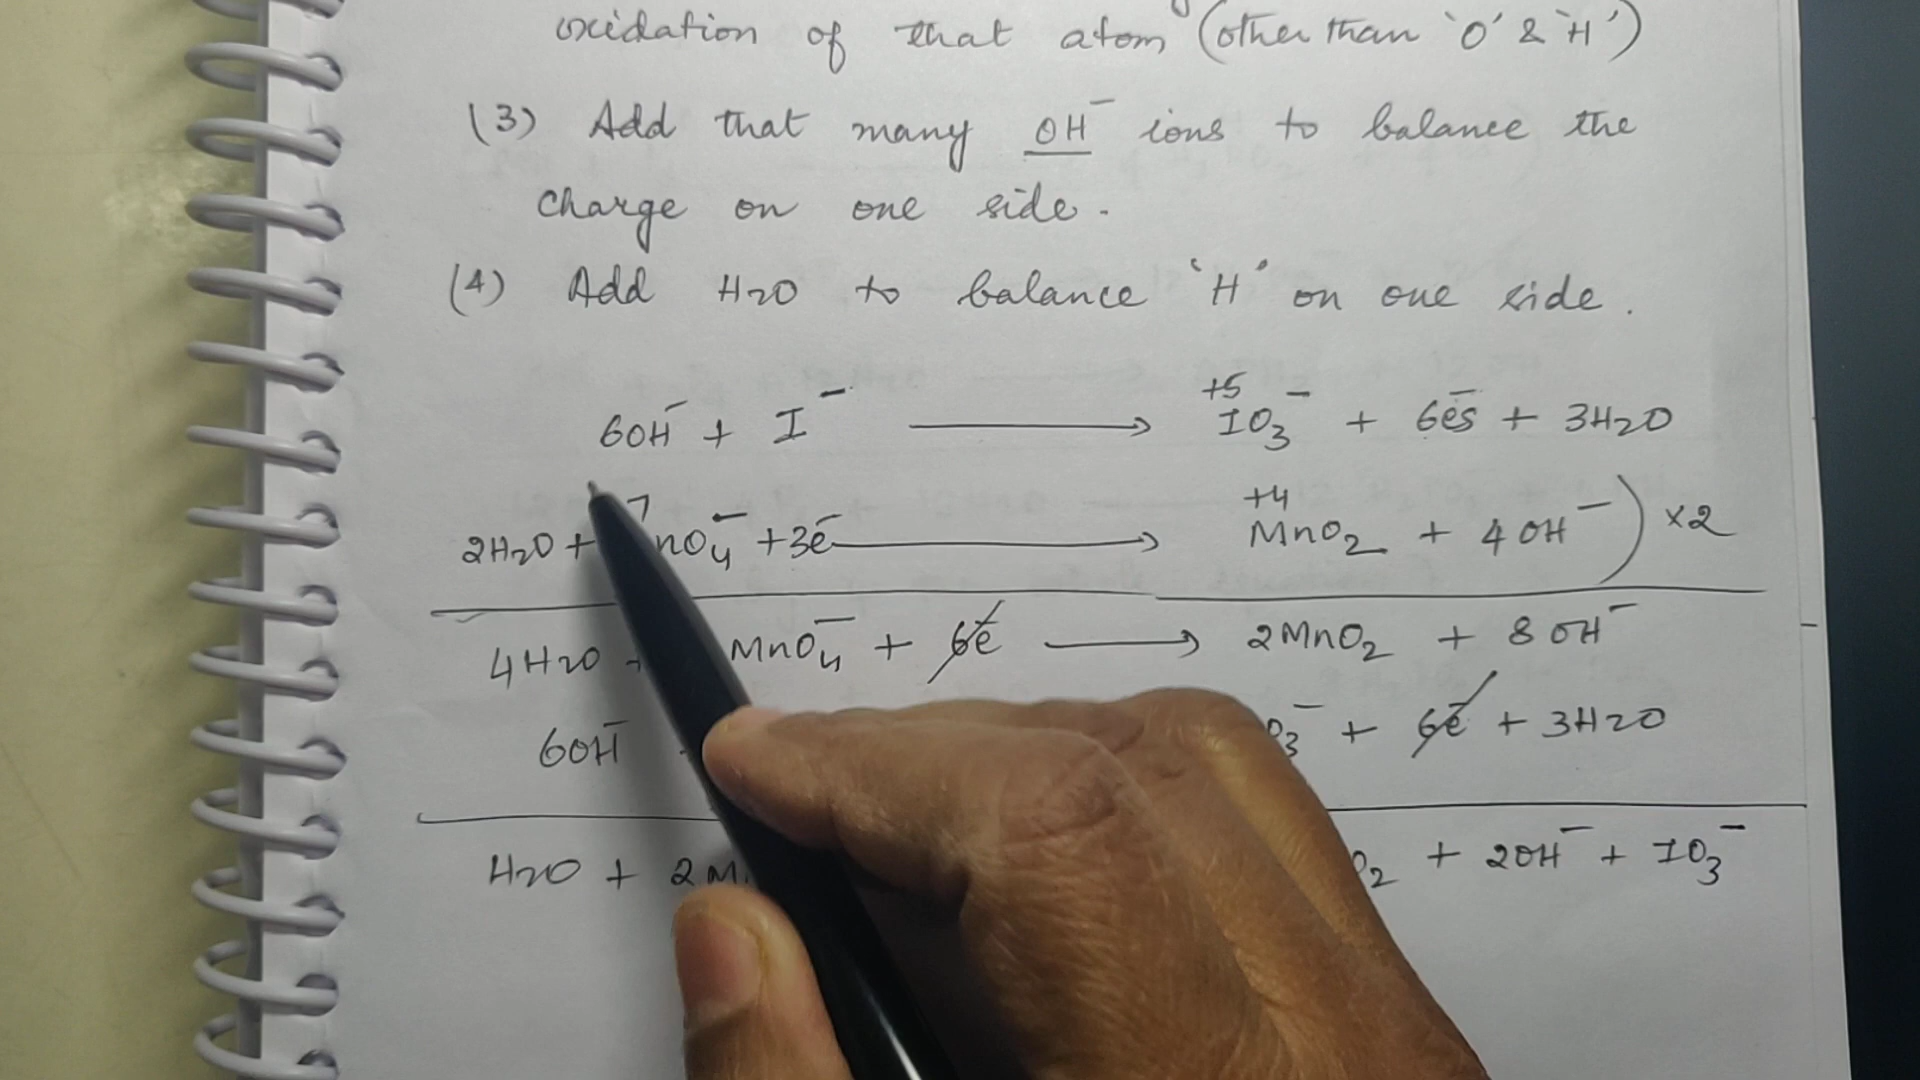 oxidation of that atom (other than 'O' & 'H')
(3) Add that many OH⁻ ions to balance the
charge on one side.
(4) Add H2O to balance 'H' on one side.
6OH⁻ + I⁻ ⟶ +5 IO3⁻ + 6e⁻s + 3H2O
2H2O + 7 nO4⁻ + 3e⁻ ⟶ +4 MnO2 + 4OH⁻) ×2
4H2O + MnO4⁻ + 6e⁻ ⟶ 2MnO2 + 8OH⁻
6OH⁻ O3⁻ + 6e⁻ + 3H2O
H2O + 2M O2 + 2OH⁻ + IO3⁻